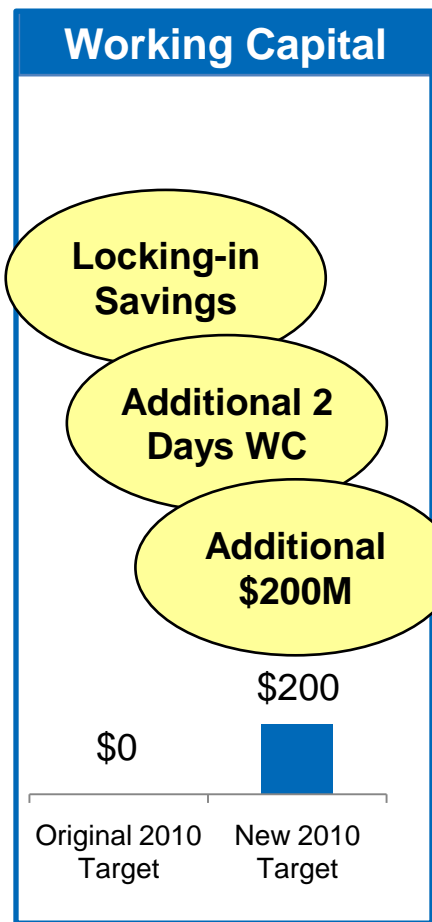 Working Capital
Locking-in
Savings
Additional 2
Days WC
Additional
$200M
$200
$0
Original 2010
Target
New 2010
Target